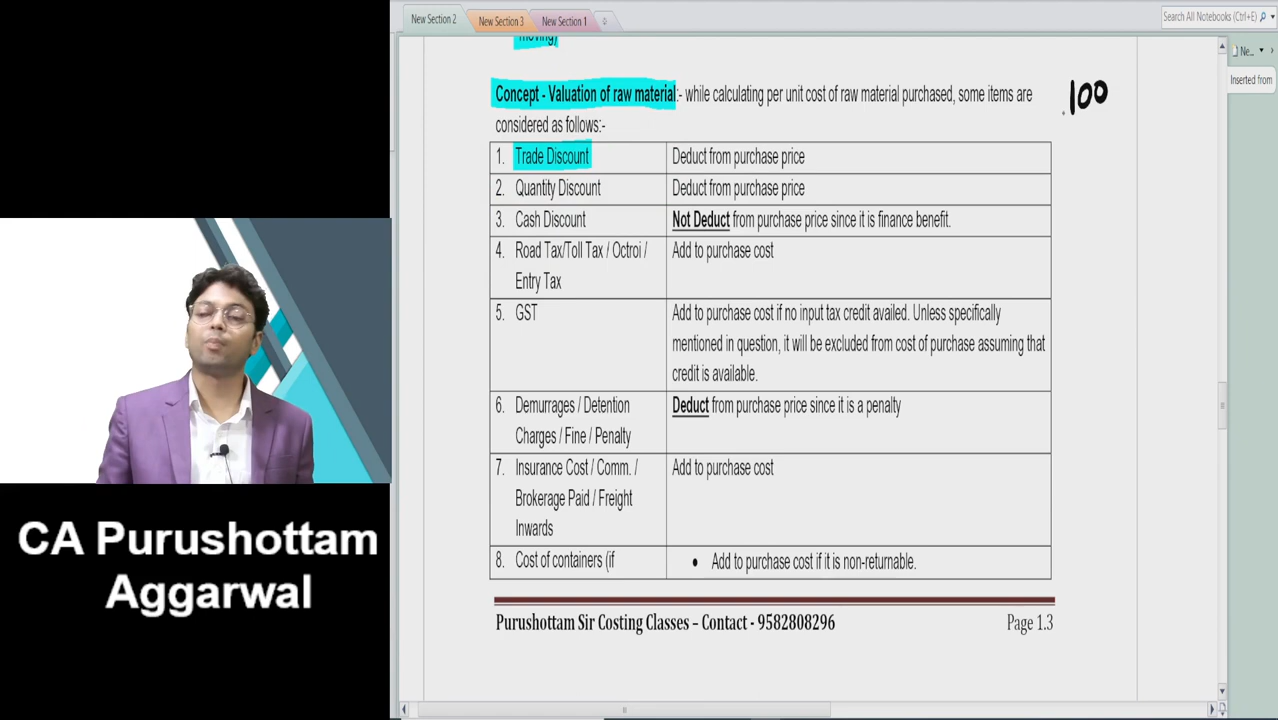 New Section 2
New Section 3
New Section 1
Search All Notebooks (Ctrl+E)
Ne...
Inserted from
moving)
Concept - Valuation of raw material:- while calculating per unit cost of raw material purchased, some items are
considered as follows:-
100
1. Trade Discount Deduct from purchase price
2. Quantity Discount Deduct from purchase price
3. Cash Discount Not Deduct from purchase price since it is finance benefit.
4. Road Tax/Toll Tax / Octroi / Add to purchase cost
Entry Tax
5. GST Add to purchase cost if no input tax credit availed. Unless specifically
mentioned in question, it will be excluded from cost of purchase assuming that
credit is available.
6. Demurrages / Detention Deduct from purchase price since it is a penalty
Charges / Fine / Penalty
7. Insurance Cost / Comm. / Add to purchase cost
Brokerage Paid / Freight
Inwards
8. Cost of containers (if • Add to purchase cost if it is non-returnable.
Purushottam Sir Costing Classes – Contact - 9582808296 Page 1.3
CA Purushottam
Aggarwal